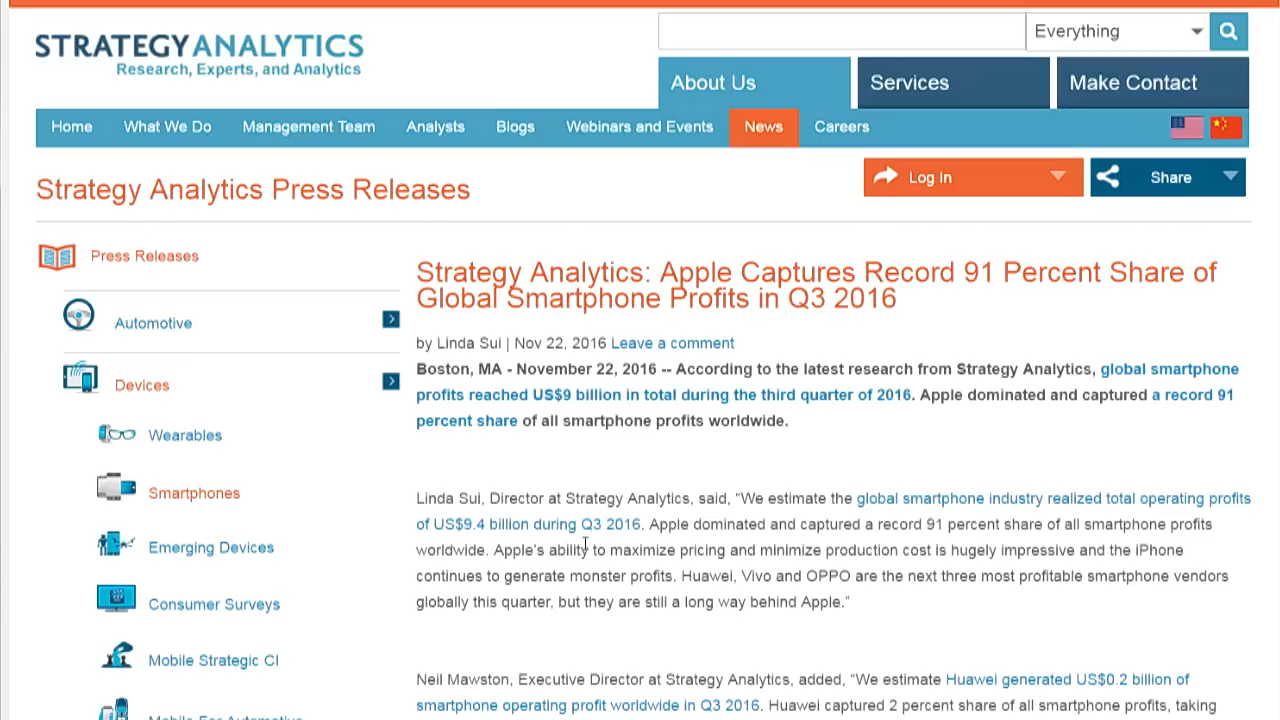 STRATEGYANALYTICS
Research, Experts, and Analytics
Everything
About Us
Services
Make Contact
Home
What We Do
Management Team
Analysts
Blogs
Webinars and Events
News
Careers
Strategy Analytics Press Releases
Log In
Share
Press Releases
Automotive
Devices
Wearables
Smartphones
Emerging Devices
Consumer Surveys
Mobile Strategic CI
Mobile For Automotive
Strategy Analytics: Apple Captures Record 91 Percent Share of
Global Smartphone Profits in Q3 2016
by Linda Sui | Nov 22, 2016 Leave a comment
Boston, MA - November 22, 2016 -- According to the latest research from Strategy Analytics, global smartphone
profits reached US$9 billion in total during the third quarter of 2016. Apple dominated and captured a record 91
percent share of all smartphone profits worldwide.
Linda Sui, Director at Strategy Analytics, said, “We estimate the global smartphone industry realized total operating profits
of US$9.4 billion during Q3 2016. Apple dominated and captured a record 91 percent share of all smartphone profits
worldwide. Apple’s ability to maximize pricing and minimize production cost is hugely impressive and the iPhone
continues to generate monster profits. Huawei, Vivo and OPPO are the next three most profitable smartphone vendors
globally this quarter, but they are still a long way behind Apple.”
Neil Mawston, Executive Director at Strategy Analytics, added, “We estimate Huawei generated US$0.2 billion of
smartphone operating profit worldwide in Q3 2016. Huawei captured 2 percent share of all smartphone profits, taking